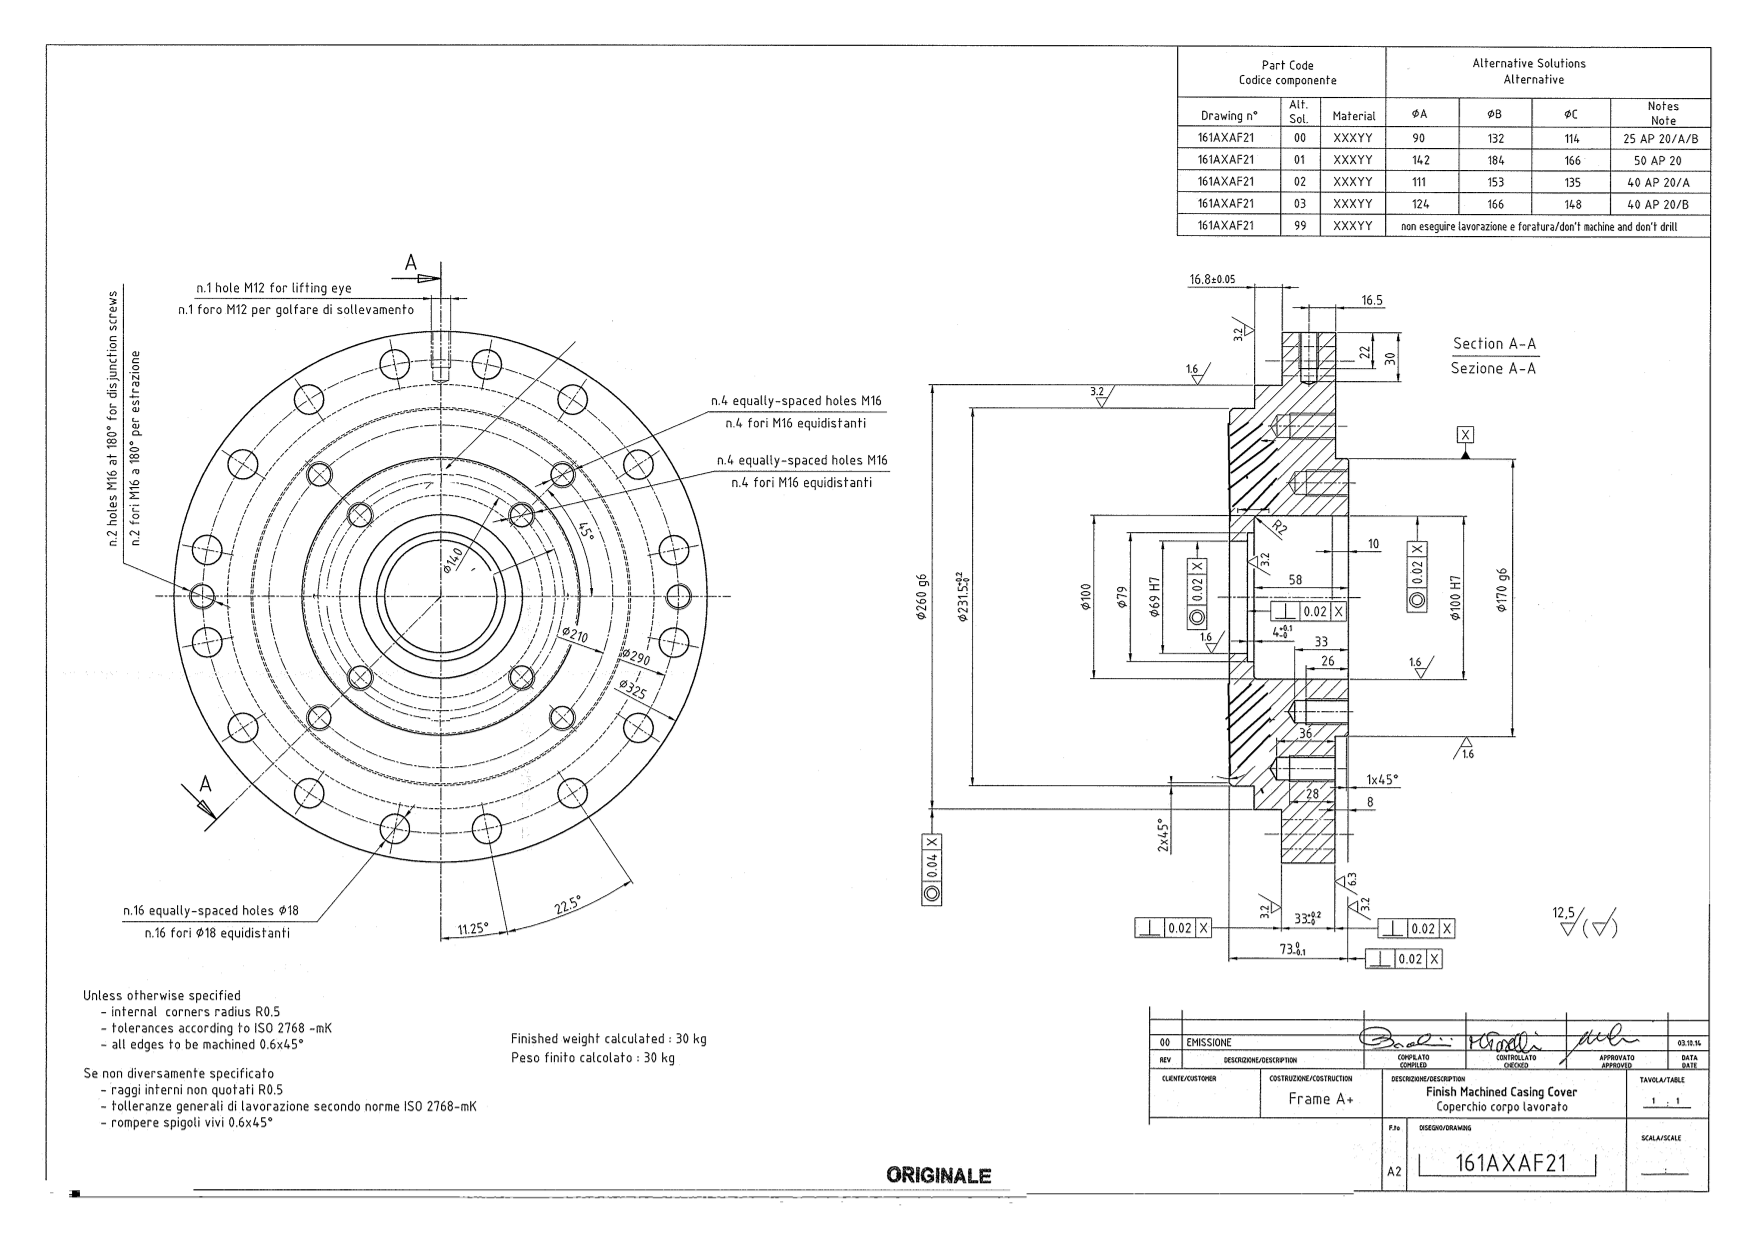 Part Code
Codice componente
Alternative Solutions
Alternative
Drawing n°
Alt.
Sol.
Material
ØA
ØB
ØC
Notes
Note
161AXAF21 00 XXXYY 90 132 114 25 AP 20/A/B
161AXAF21 01 XXXYY 142 184 166 50 AP 20
161AXAF21 02 XXXYY 111 153 135 40 AP 20/A
161AXAF21 03 XXXYY 124 166 148 40 AP 20/B
161AXAF21 99 XXXYY non eseguire lavorazione e foratura/don't machine and don't drill
A
n.1 hole M12 for lifting eye
n.1 foro M12 per golfare di sollevamento
n.2 holes M16 at 180° for disjunction screws
n.2 fori M16 a 180° per estrazione
n.4 equally-spaced holes M16
n.4 fori M16 equidistanti
n.4 equally-spaced holes M16
n.4 fori M16 equidistanti
45°
Ø140
Ø210
Ø290
Ø325
A
n.16 equally-spaced holes Ø18
n.16 fori Ø18 equidistanti
11.25°
22.5°
16.8±0.05
16.5
3.2
22
30
Section A-A
Sezione A-A
1.6
3.2
X
R2
3.2
10
58
Ø260 g6
Ø231.5+0.2 -0
Ø100
Ø79
Ø69 H7
◎ 0.02 X
⊥ 0.02 X
◎ 0.02 X
Ø100 H7
Ø170 g6
1.6
4+0.1 -0
33
26
1.6
36
1.6
28
1x45°
8
2x45°
◎ 0.04 X
6.3
3.2
3.2
⊥ 0.02 X
33+0.2 -0
⊥ 0.02 X
73 0 -0.1
⊥ 0.02 X
12,5
Unless otherwise specified
- internal corners radius R0.5
- tolerances according to ISO 2768 -mK
- all edges to be machined 0.6x45°
Se non diversamente specificato
- raggi interni non quotati R0.5
- tolleranze generali di lavorazione secondo norme ISO 2768-mK
- rompere spigoli vivi 0.6x45°
Finished weight calculated : 30 kg
Peso finito calcolato : 30 kg
00 EMISSIONE 03.10.14
REV DESCRIZIONE/DESCRIPTION
COMPILATO
COMPILED
CONTROLLATO
CHECKED
APPROVATO
APPROVED
DATA
DATE
CLIENTE/CUSTOMER
COSTRUZIONE/COSTRUCTION
Frame A+
DESCRIZIONE/DESCRIPTION
Finish Machined Casing Cover
Coperchio corpo lavorato
TAVOLA/TABLE
1 : 1
F.to
A2
DISEGNO/DRAWING
161AXAF21
SCALA/SCALE
:
ORIGINALE